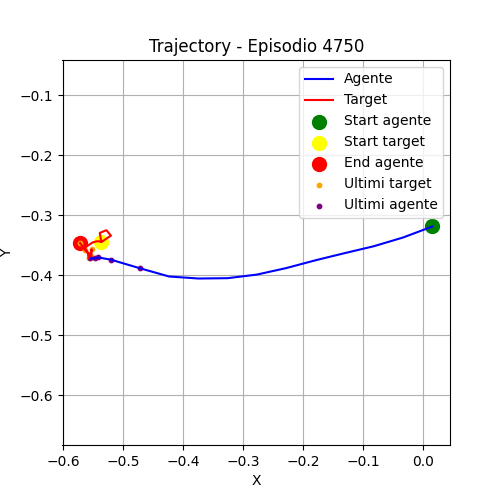 Trajectory - Episodio 4750
Agente
Target
Start agente
Start target
End agente
Ultimi target
Ultimi agente
−0.1
−0.2
−0.3
−0.4
−0.5
−0.6
Y
−0.6 −0.5 −0.4 −0.3 −0.2 −0.1 0.0
X